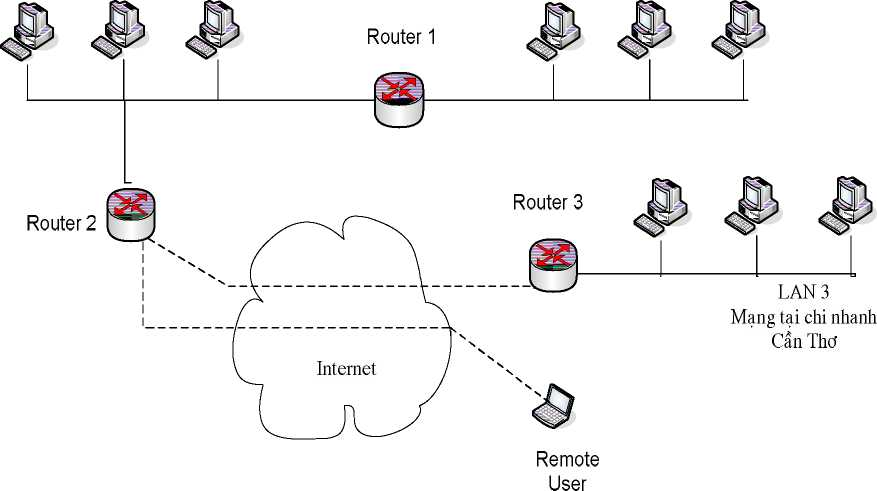 Router 1
Router 2
Router 3
LAN 3
Mạng tại chi nhanh
Cần Thơ
Internet
Remote
User